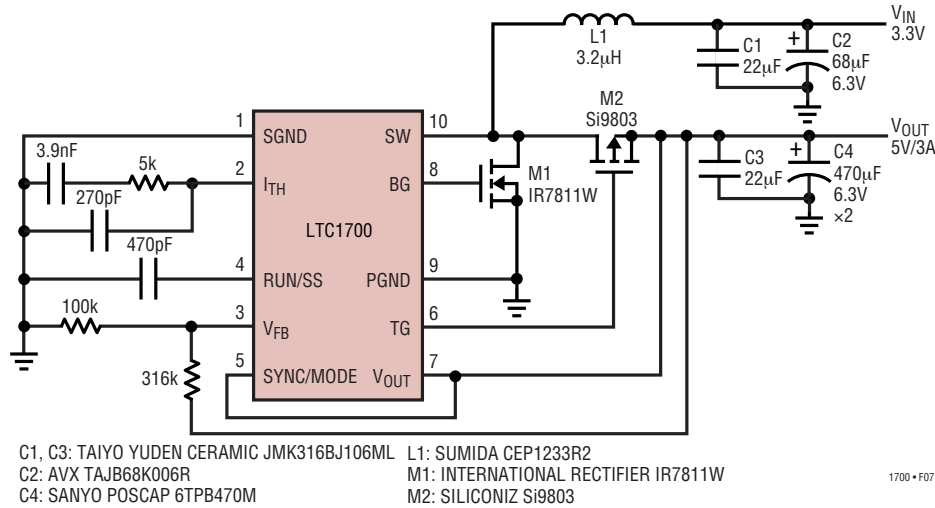 VIN
3.3V
L1
3.2μH
C1
22μF
+
C2
68μF
6.3V
M2
Si9803
VOUT
5V/3A
1
SGND
SW
10
3.9nF
5k
2
ITH
BG
8
M1
IR7811W
C3
22μF
+
C4
470μF
6.3V
×2
270pF
LTC1700
470pF
4
RUN/SS
PGND
9
100k
3
VFB
TG
6
316k
5
SYNC/MODE
VOUT
7
C1, C3: TAIYO YUDEN CERAMIC JMK316BJ106ML
C2: AVX TAJB68K006R
C4: SANYO POSCAP 6TPB470M
L1: SUMIDA CEP1233R2
M1: INTERNATIONAL RECTIFIER IR7811W
M2: SILICONIZ Si9803
1700 • F07